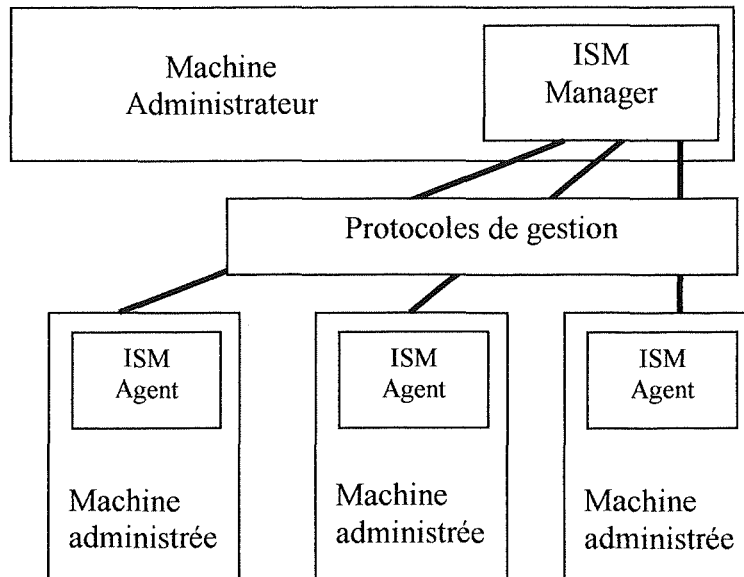 Machine
Administrateur
ISM
Manager
Protocoles de gestion
ISM
Agent
Machine
administrée
ISM
Agent
Machine
administrée
ISM
Agent
Machine
administrée